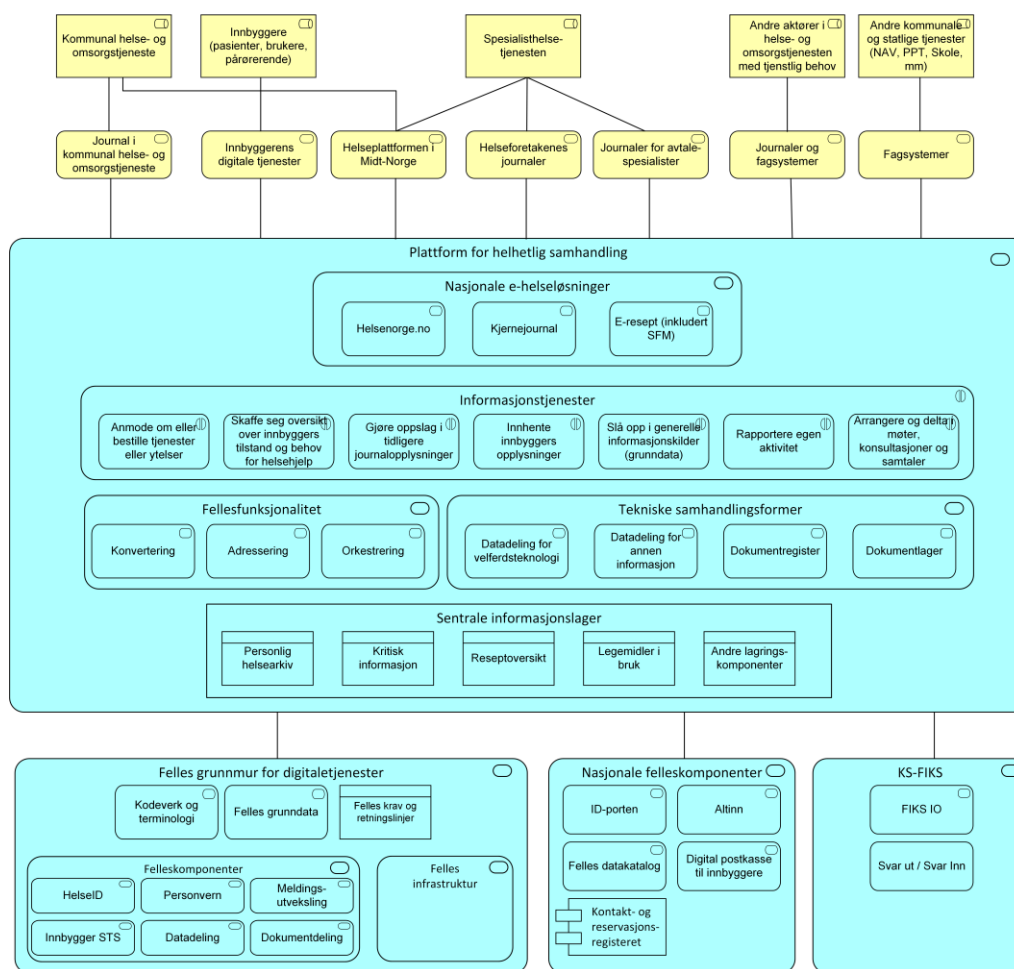 Kommunal helse- og
omsorgstjeneste
Innbyggere
(pasienter, brukere,
pårørerende)
Spesialisthelse-
tjenesten
Andre aktører i
helse- og
omsorgstjenesten
med tjenstlig behov
Andre kommunale
og statlige tjenester
(NAV, PPT, Skole,
mm)
Journal i
kommunal helse- og
omsorgstjeneste
Innbyggerens
digitale tjenester
Helseplattformen i
Midt-Norge
Helseforetakenes
journaler
Journaler for avtale-
spesialister
Journaler og
fagsystemer
Fagsystemer
Plattform for helhetlig samhandling
Nasjonale e-helseløsninger
Helsenorge.no
Kjernejournal
E-resept (inkludert
SFM)
Informasjonstjenester
Anmode om eller
bestille tjenester
eller ytelser
Skaffe seg oversikt
over innbyggers
tilstand og behov
for helsehjelp
Gjøre oppslag i
tidligere
journalopplysninger
Innhente
innbyggers
opplysninger
Slå opp i generelle
informasjonskilder
(grunndata)
Rapportere egen
aktivitet
Arrangere og delta i
møter,
konsultasjoner og
samtaler
Fellesfunksjonalitet
Konvertering
Adressering
Orkestrering
Tekniske samhandlingsformer
Datadeling for
velferdsteknologi
Datadeling for
annen
informasjon
Dokumentregister
Dokumentlager
Sentrale informasjonslager
Personlig
helsearkiv
Kritisk
informasjon
Reseptoversikt
Legemidler i
bruk
Andre lagrings-
komponenter
Felles grunnmur for digitaletjenester
Kodeverk og
terminologi
Felles grunndata
Felles krav og
retningslinjer
Felleskomponenter
HelseID
Personvern
Meldings-
utveksling
Innbygger STS
Datadeling
Dokumentdeling
Felles
infrastruktur
Nasjonale felleskomponenter
ID-porten
Altinn
Felles datakatalog
Digital postkasse
til innbyggere
Kontakt- og
reservasjons-
registeret
KS-FIKS
FIKS IO
Svar ut / Svar Inn